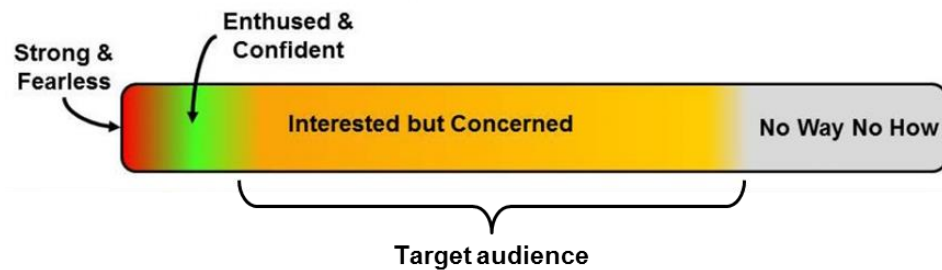 Enthused &
Confident
Strong &
Fearless
Interested but Concerned
No Way No How
Target audience